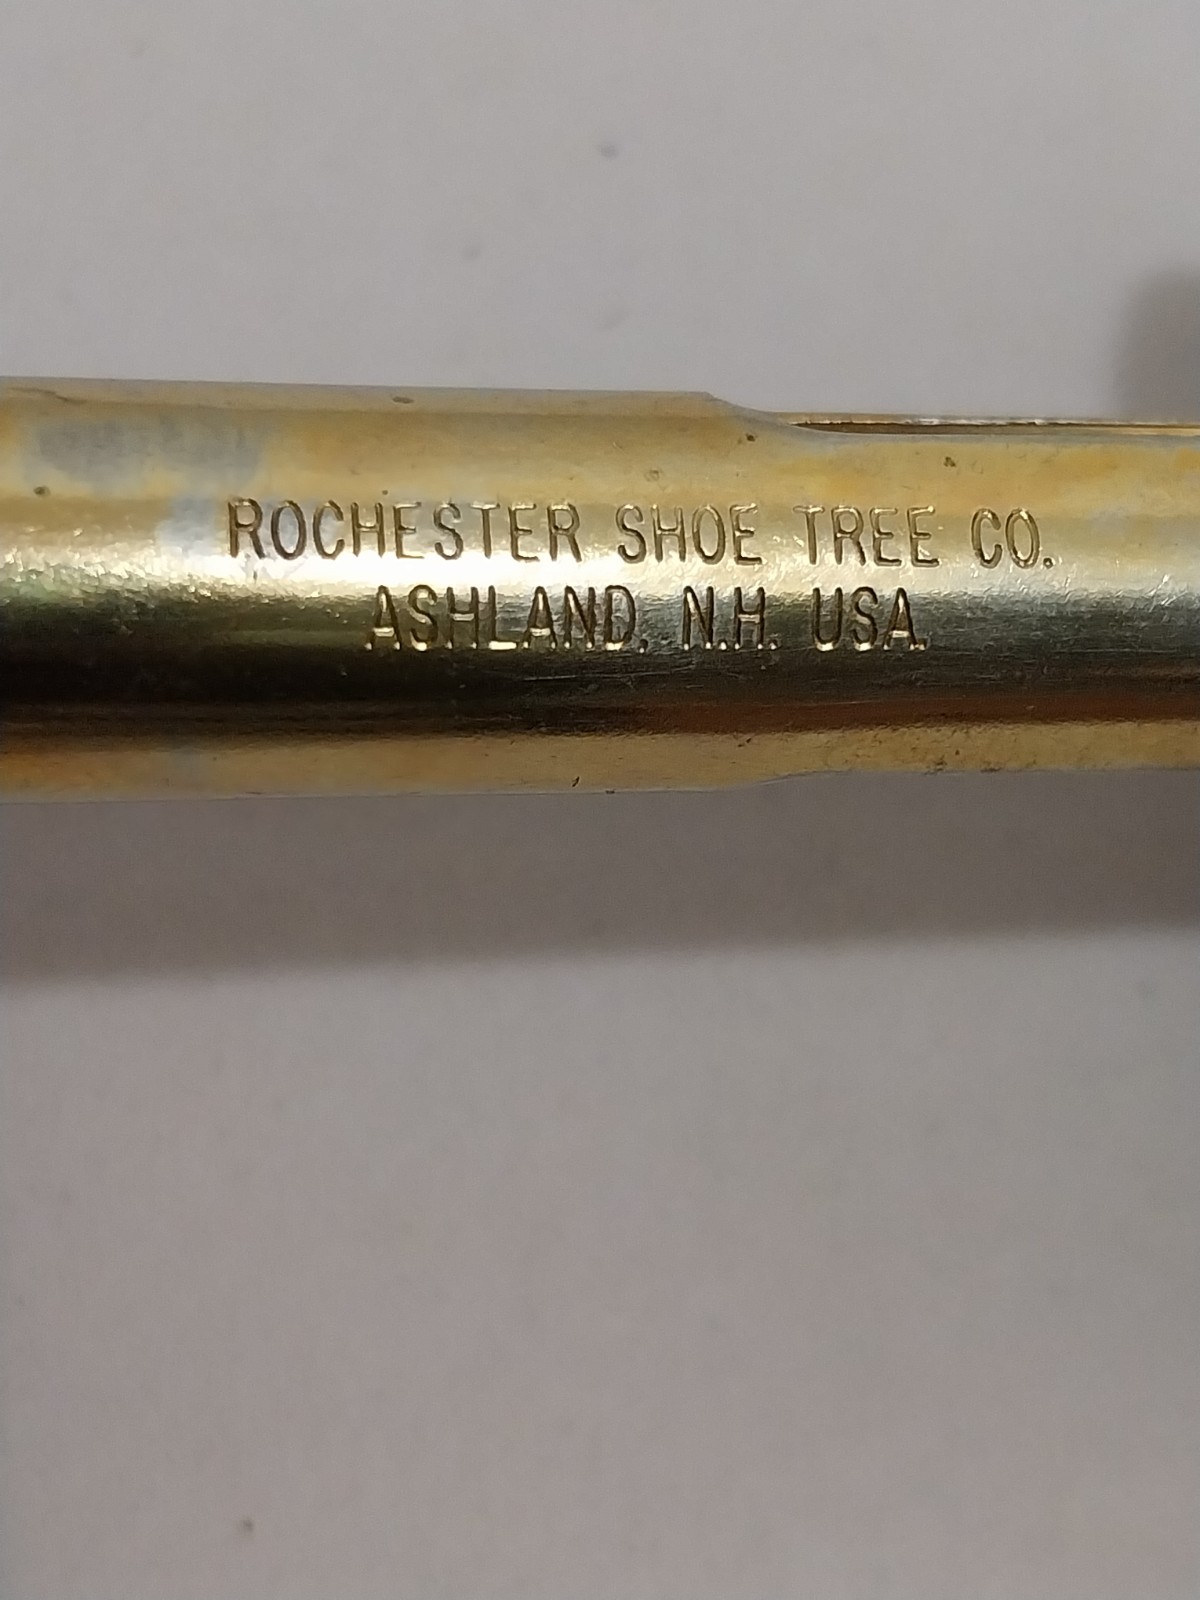 ROCHESTER SHOE TREE CO.
ASHLAND, N.H. USA.